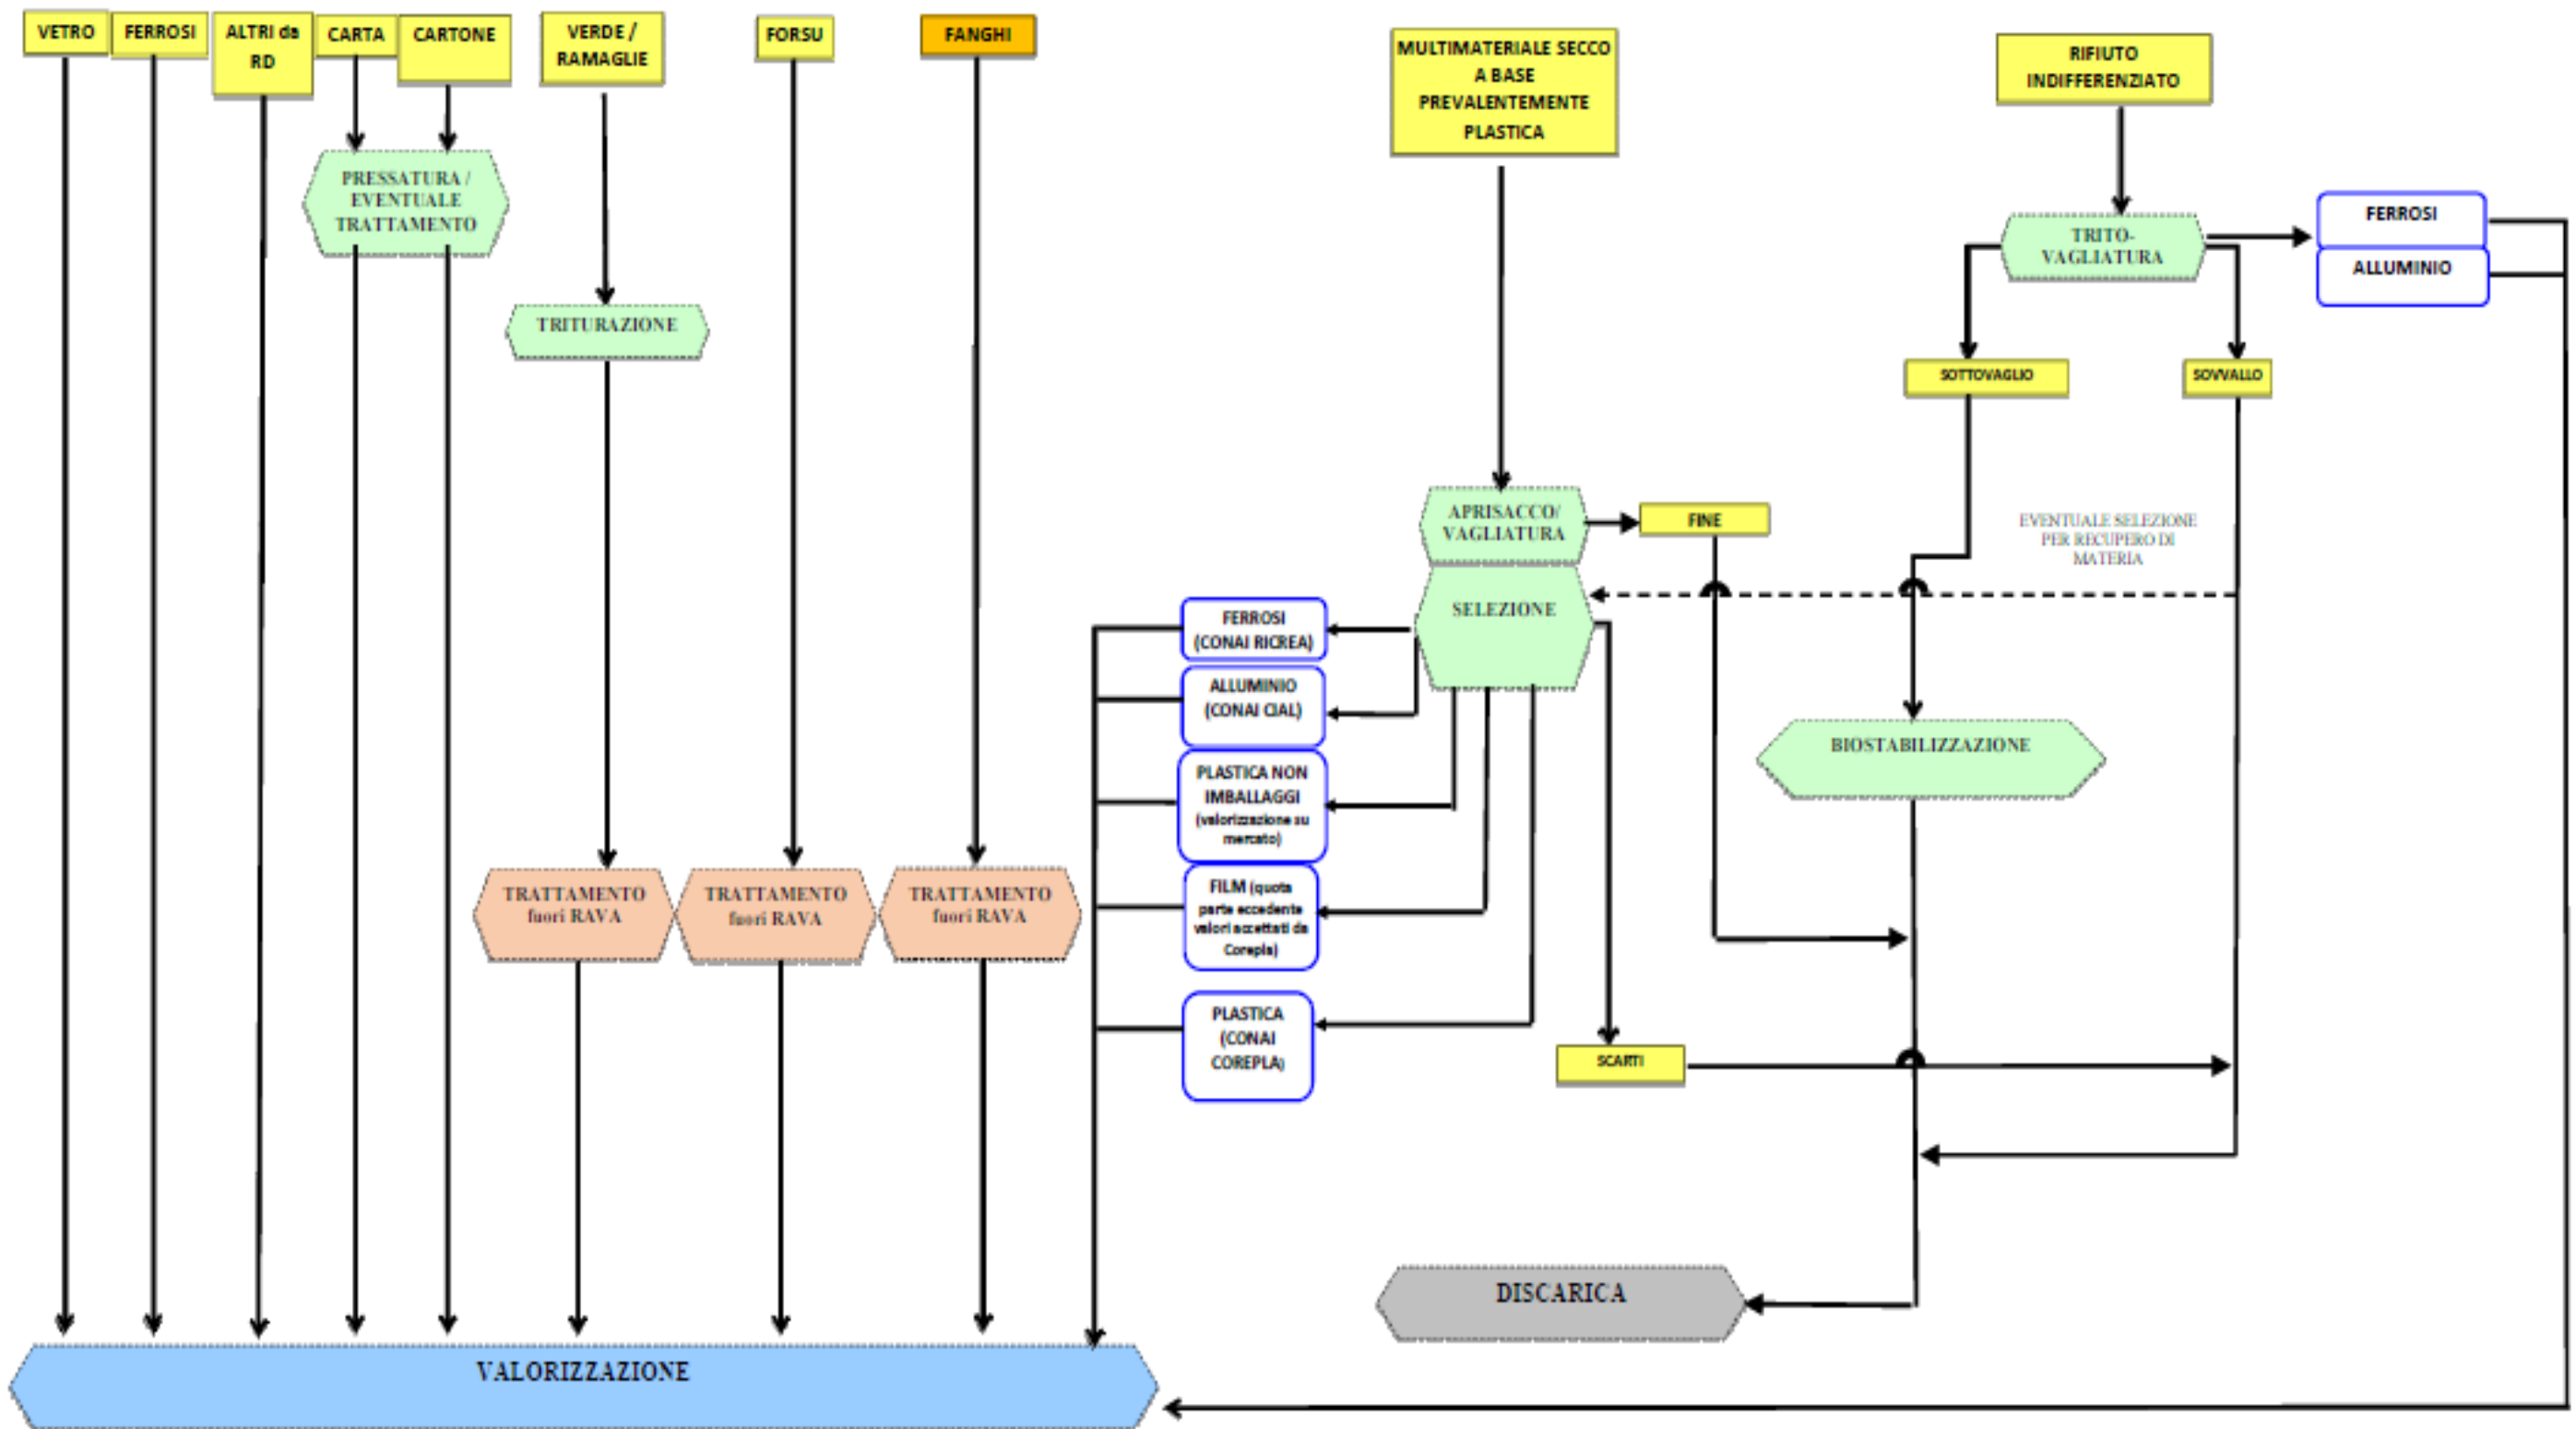 VETRO
FERROSI
ALTRI da
RD
CARTA
CARTONE
VERDE /
RAMAGLIE
FORSU
FANGHI
MULTIMATERIALE SECCO
A BASE
PREVALENTEMENTE
PLASTICA
RIFIUTO
INDIFFERENZIATO
PRESSATURA /
EVENTUALE
TRATTAMENTO
TRITO-
VAGLIATURA
FERROSI
ALLUMINIO
TRITURAZIONE
SOTTOVAGLIO
SOVVALLO
APRISACCO/
VAGLIATURA
FINE
EVENTUALE SELEZIONE
PER RECUPERO DI
MATERIA
SELEZIONE
FERROSI
(CONAI RICREA)
ALLUMINIO
(CONAI CIAL)
PLASTICA NON
IMBALLAGGI
(valorizzazione su
mercato)
FILM (quota
parte eccedente
valori accettati da
Corepla)
PLASTICA
(CONAI
COREPLA)
BIOSTABILIZZAZIONE
TRATTAMENTO
fuori RAVA
TRATTAMENTO
fuori RAVA
TRATTAMENTO
fuori RAVA
SCARTI
DISCARICA
VALORIZZAZIONE